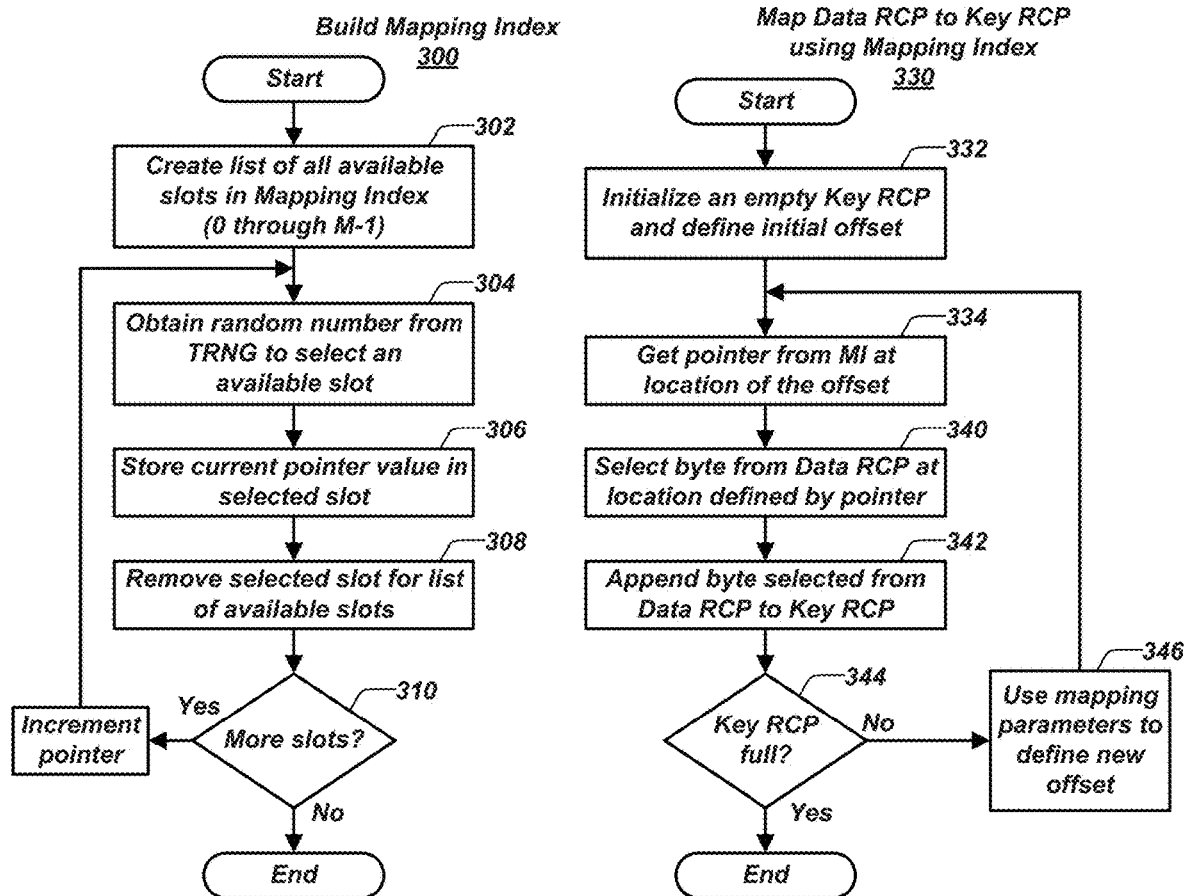 Build Mapping Index
300
Start
302
Create list of all available
slots in Mapping Index
(0 through M-1)
304
Obtain random number from
TRNG to select an
available slot
306
Store current pointer value in
selected slot
308
Remove selected slot for list
of available slots
310
Yes
More slots?
Increment
pointer
No
End
Map Data RCP to Key RCP
using Mapping Index
330
Start
332
Initialize an empty Key RCP
and define initial offset
334
Get pointer from MI at
location of the offset
340
Select byte from Data RCP at
location defined by pointer
342
Append byte selected from
Data RCP to Key RCP
344
Key RCP
full?
No
346
Use mapping
parameters to
define new
offset
Yes
End